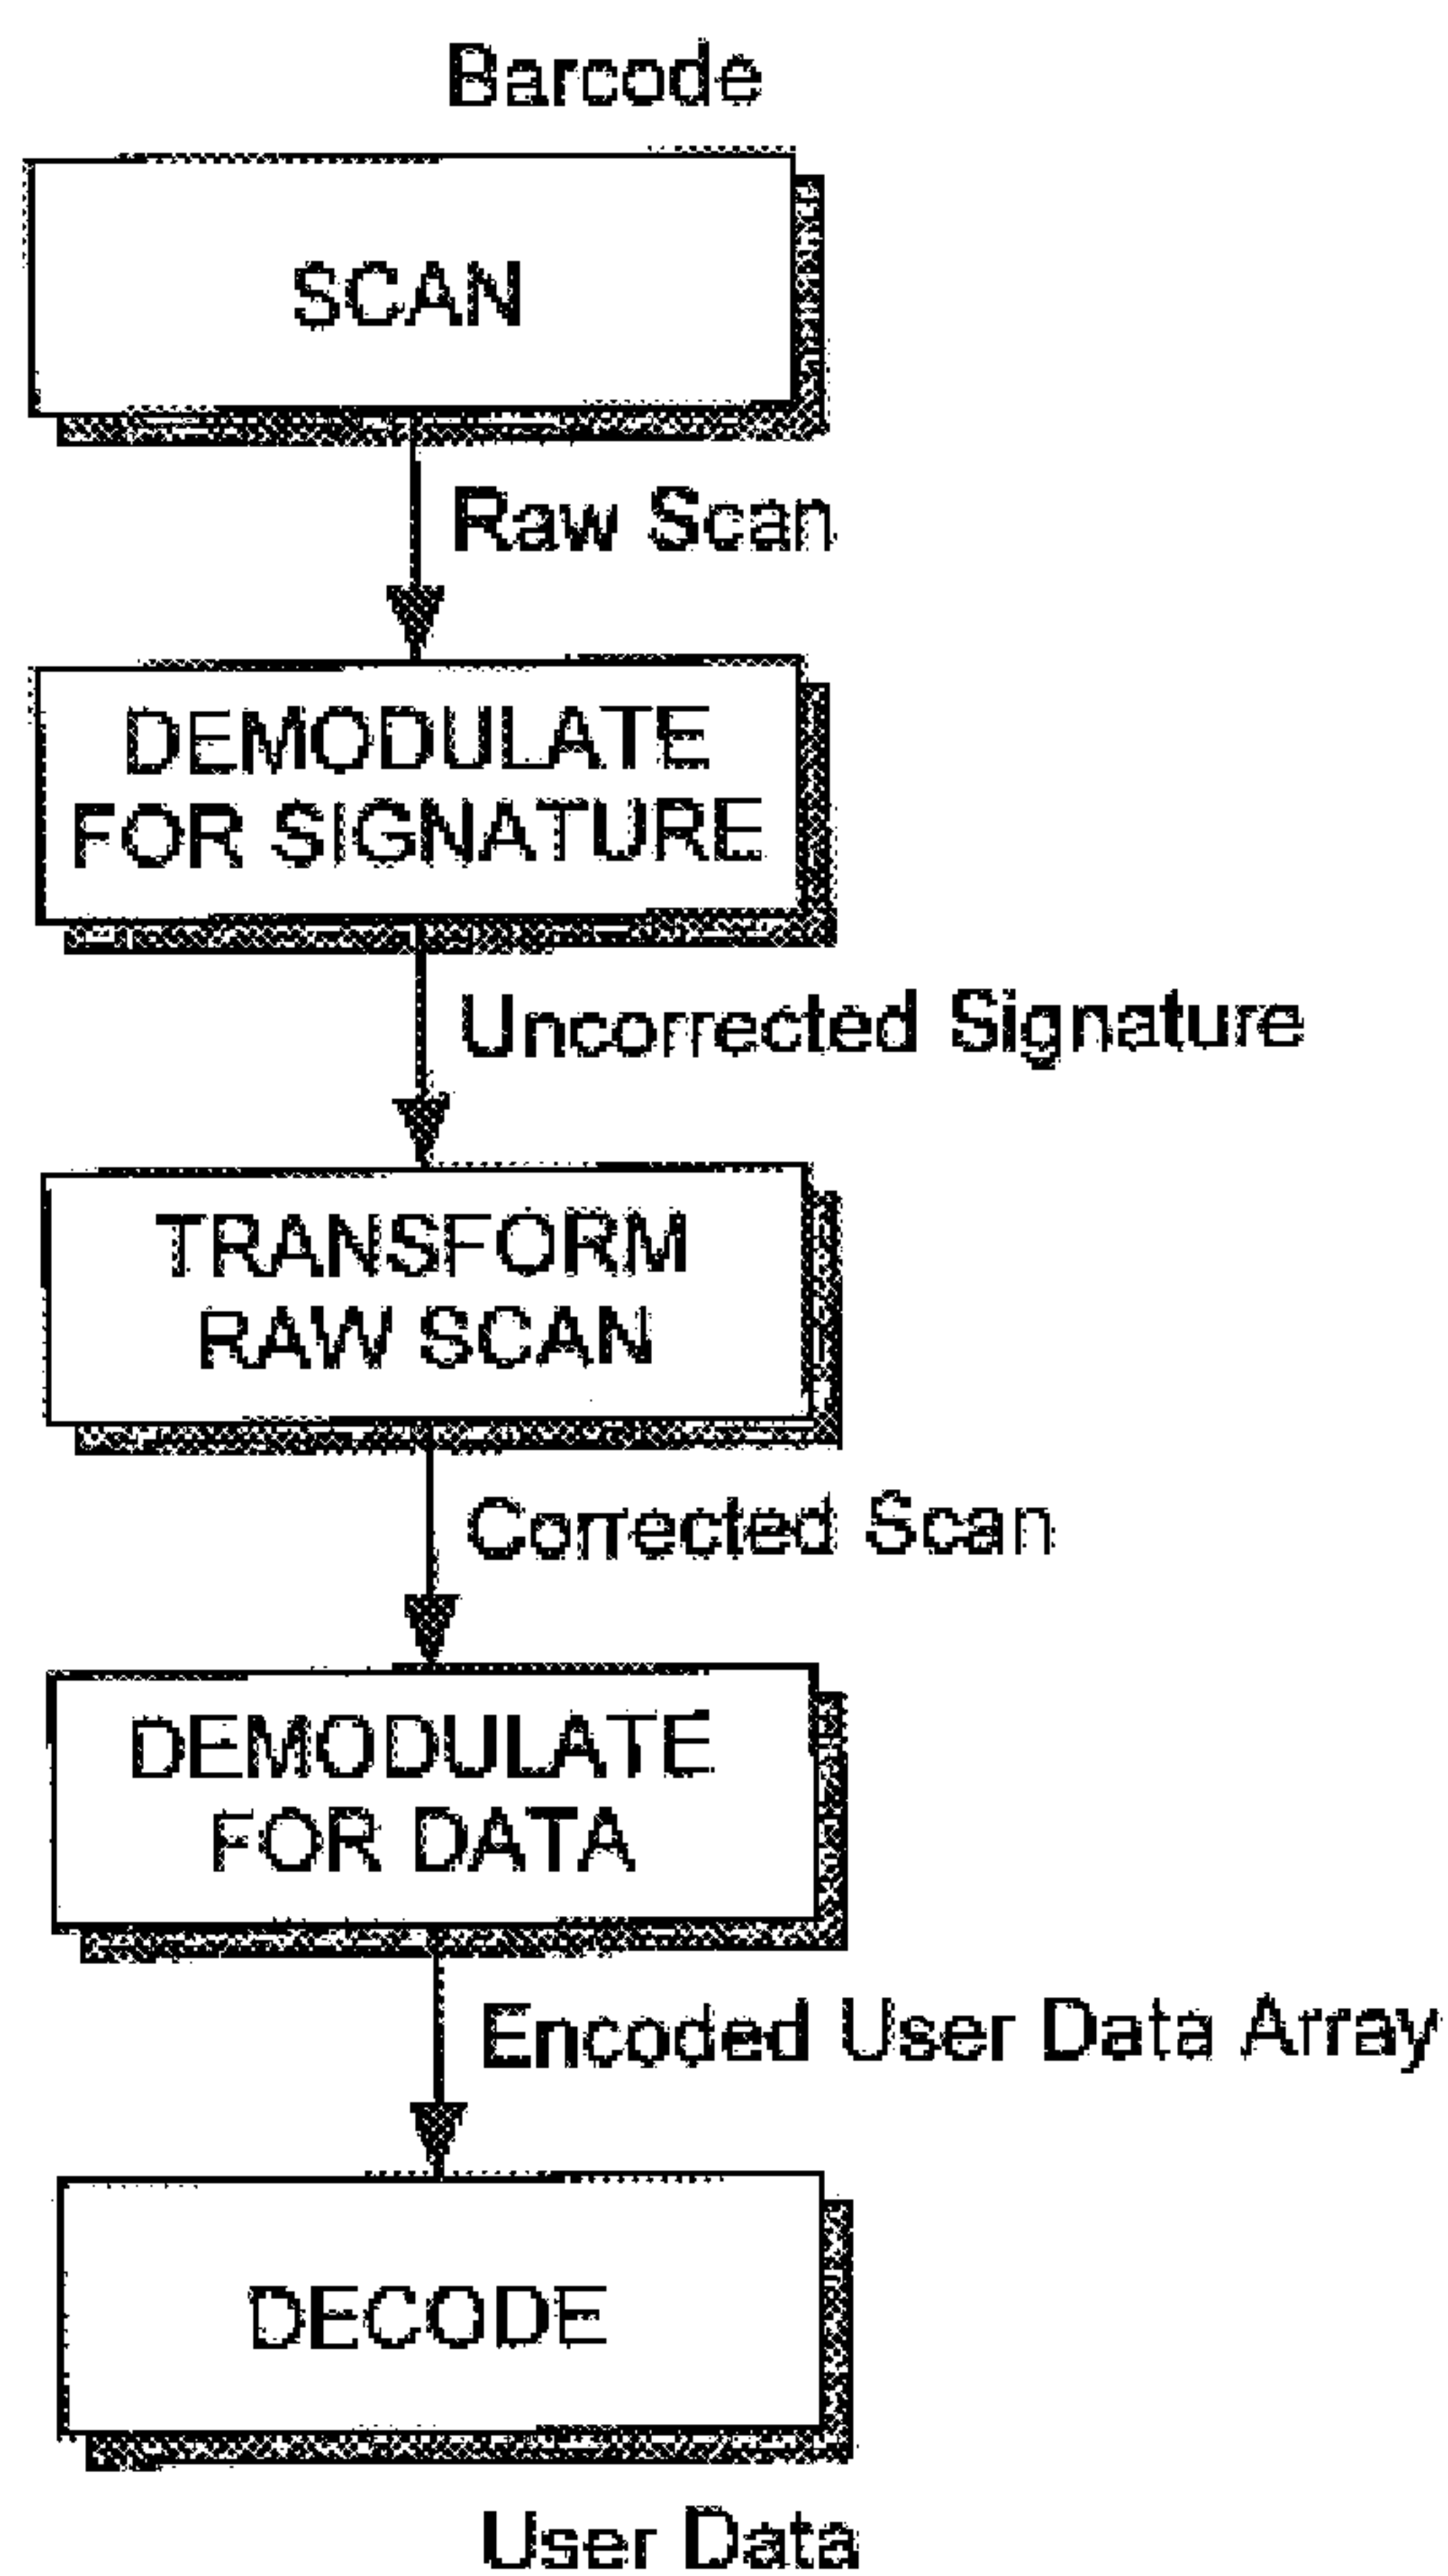 Barcode
SCAN
Raw Scan
DEMODULATE
FOR SIGNATURE
Uncorrected Signature
TRANSFORM
RAW SCAN
Corrected Scan
DEMODULATE
FOR DATA
Encoded User Data Array
DECODE
User Data